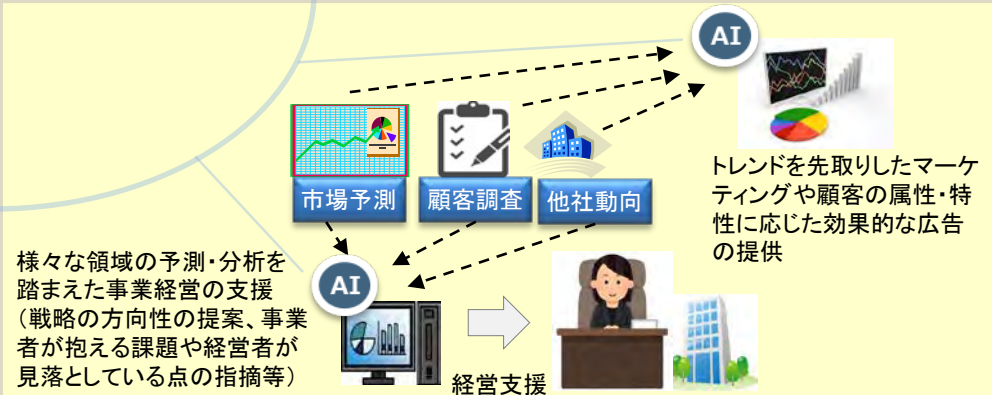 AI
トレンドを先取りしたマーケ
ティングや顧客の属性・特
性に応じた効果的な広告
の提供
市場予測
顧客調査
他社動向
様々な領域の予測・分析を
踏まえた事業経営の支援
（戦略の方向性の提案、事業
者が抱える課題や経営者が
見落としている点の指摘等）
AI
経営支援